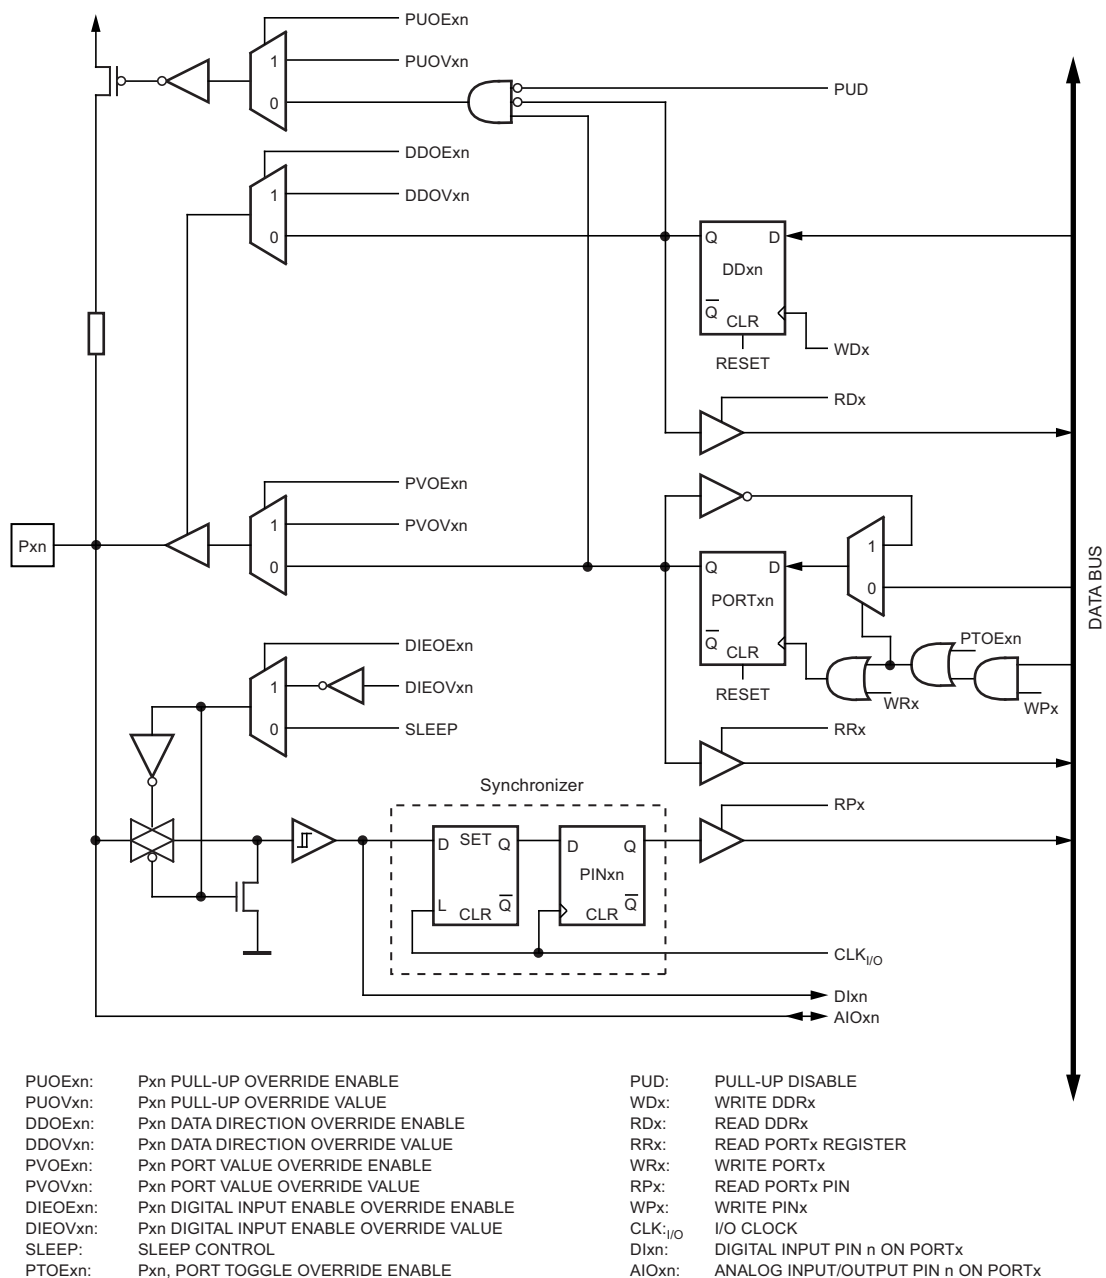 PUOExn
PUOVxn
1
0
PUD
DDOExn
DDOVxn
1
0
Q D
DDxn
Q
CLR
RESET
WDx
RDx
PVOExn
PVOVxn
1
0
Pxn
Q D
PORTxn
Q
CLR
RESET
1
0
PTOExn
WRx
WPx
DATA BUS
DIEOExn
DIEOVxn
SLEEP
1
0
RRx
Synchronizer
RPx
D SET Q
L CLR Q
D Q
PINxn
CLR Q
CLKI/O
DIxn
AIOxn
PUOExn: Pxn PULL-UP OVERRIDE ENABLE
PUOVxn: Pxn PULL-UP OVERRIDE VALUE
DDOExn: Pxn DATA DIRECTION OVERRIDE ENABLE
DDOVxn: Pxn DATA DIRECTION OVERRIDE VALUE
PVOExn: Pxn PORT VALUE OVERRIDE ENABLE
PVOVxn: Pxn PORT VALUE OVERRIDE VALUE
DIEOExn: Pxn DIGITAL INPUT ENABLE OVERRIDE ENABLE
DIEOVxn: Pxn DIGITAL INPUT ENABLE OVERRIDE VALUE
SLEEP: SLEEP CONTROL
PTOExn: Pxn, PORT TOGGLE OVERRIDE ENABLE
PUD: PULL-UP DISABLE
WDx: WRITE DDRx
RDx: READ DDRx
RRx: READ PORTx REGISTER
WRx: WRITE PORTx
RPx: READ PORTx PIN
WPx: WRITE PINx
CLK:I/O I/O CLOCK
DIxn: DIGITAL INPUT PIN n ON PORTx
AIOxn: ANALOG INPUT/OUTPUT PIN n ON PORTx